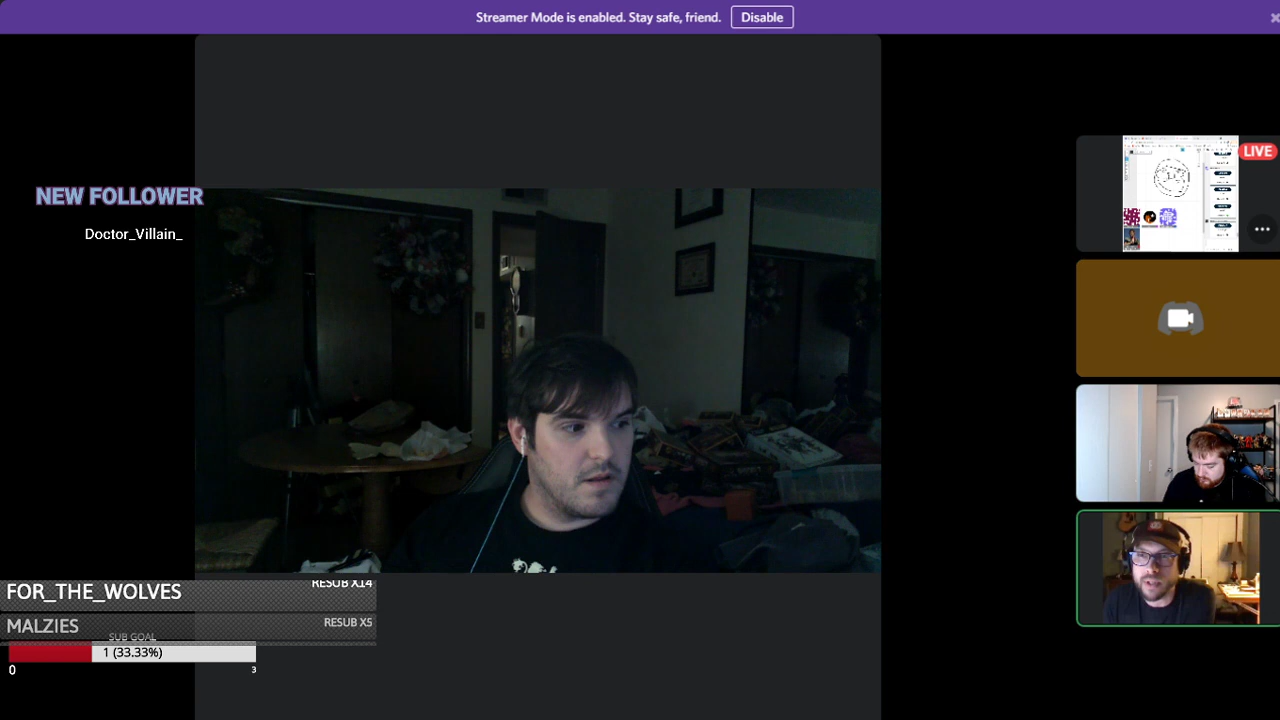 Streamer Mode is enabled. Stay safe, friend. Disable
LIVE
NEW FOLLOWER
Doctor_Villain_
FOR_THE_WOLVES RESUB X14
MALZIES RESUB X5
SUB GOAL
1 (33.33%)
0 3